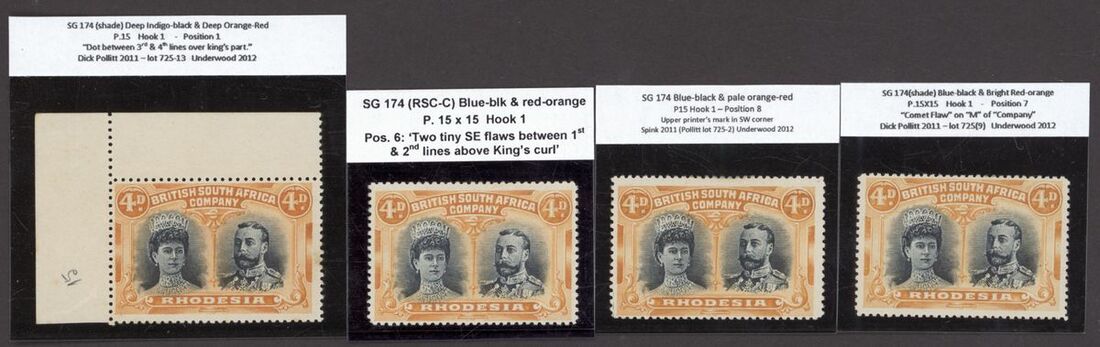 SG 174 (shade) Deep Indigo-black & Deep Orange-Red
P.15 Hook 1 - Position 1
"Dot between 3rd & 4th lines over king's part."
Dick Pollitt 2011 – lot 725-13 Underwood 2012
15
4D.
BRITISH SOUTH AFRICA
COMPANY
4D.
RHODESIA
SG 174 (RSC-C) Blue-blk & red-orange
P. 15 x 15 Hook 1
Pos. 6: 'Two tiny SE flaws between 1st
& 2nd lines above King's curl'
4D.
BRITISH SOUTH AFRICA
COMPANY
4D.
RHODESIA
SG 174 Blue-black & pale orange-red
P15 Hook 1 – Position 8
Upper printer's mark in SW corner
Spink 2011 (Pollitt lot 725-2) Underwood 2012
4D.
BRITISH SOUTH AFRICA
COMPANY
4D.
RHODESIA
SG 174(shade) Blue-black & Bright Red-orange
P.15X15 Hook 1 - Position 7
"Comet Flaw" on "M" of "Company"
Dick Pollitt 2011 – lot 725(9) Underwood 2012
4D.
BRITISH SOUTH AFRICA
COMPANY
4D.
RHODESIA